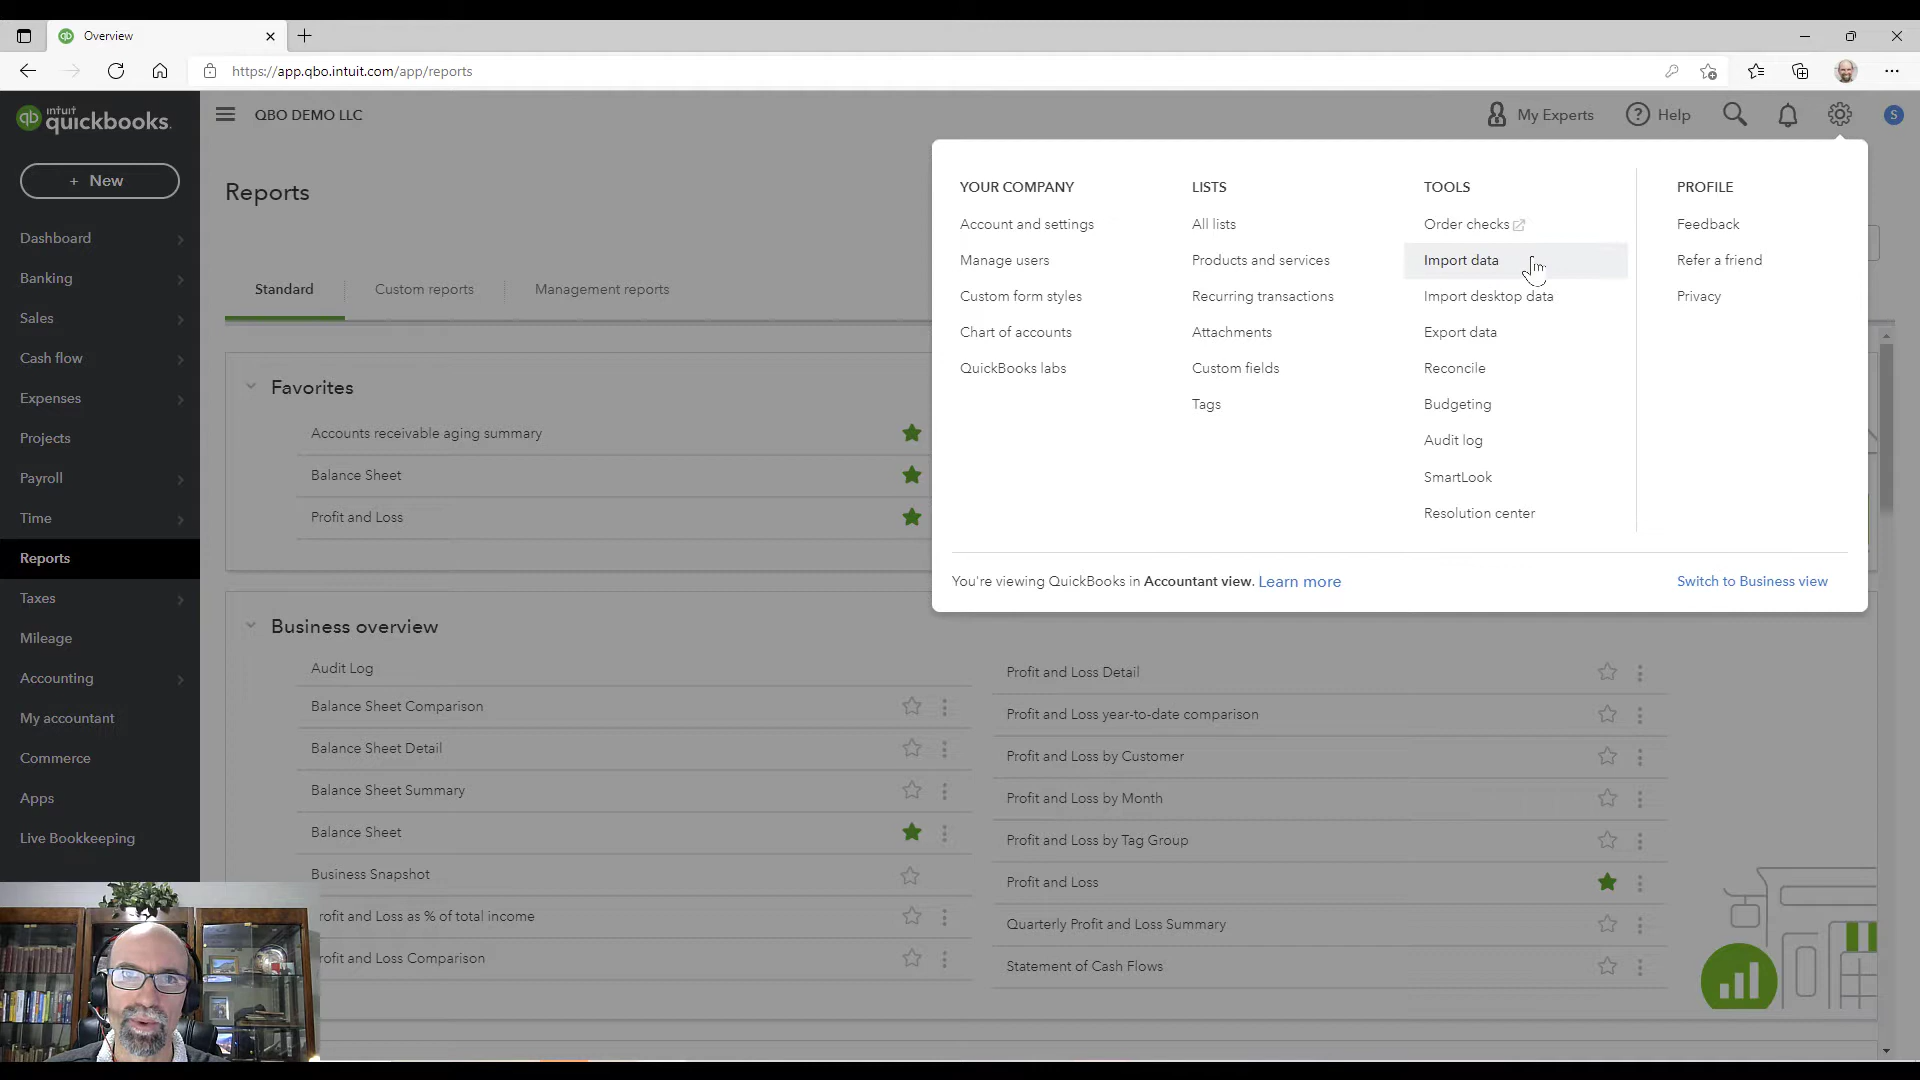 Overview
https://app.qbo.intuit.com/app/reports
intuit
quickbooks.
QBO DEMO LLC
My Experts
Help
S
+ New
Dashboard
Banking
Sales
Cash flow
Expenses
Projects
Payroll
Time
Reports
Taxes
Mileage
Accounting
My accountant
Commerce
Apps
Live Bookkeeping
Reports
Standard
Custom reports
Management reports
Favorites
Accounts receivable aging summary
Balance Sheet
Profit and Loss
Business overview
Audit Log
Balance Sheet Comparison
Balance Sheet Detail
Balance Sheet Summary
Balance Sheet
Business Snapshot
rofit and Loss as % of total income
rofit and Loss Comparison
Profit and Loss Detail
Profit and Loss year-to-date comparison
Profit and Loss by Customer
Profit and Loss by Month
Profit and Loss by Tag Group
Profit and Loss
Quarterly Profit and Loss Summary
Statement of Cash Flows
YOUR COMPANY
Account and settings
Manage users
Custom form styles
Chart of accounts
QuickBooks labs
LISTS
All lists
Products and services
Recurring transactions
Attachments
Custom fields
Tags
TOOLS
Order checks
Import data
Import desktop data
Export data
Reconcile
Budgeting
Audit log
SmartLook
Resolution center
PROFILE
Feedback
Refer a friend
Privacy
You're viewing QuickBooks in Accountant view. Learn more
Switch to Business view